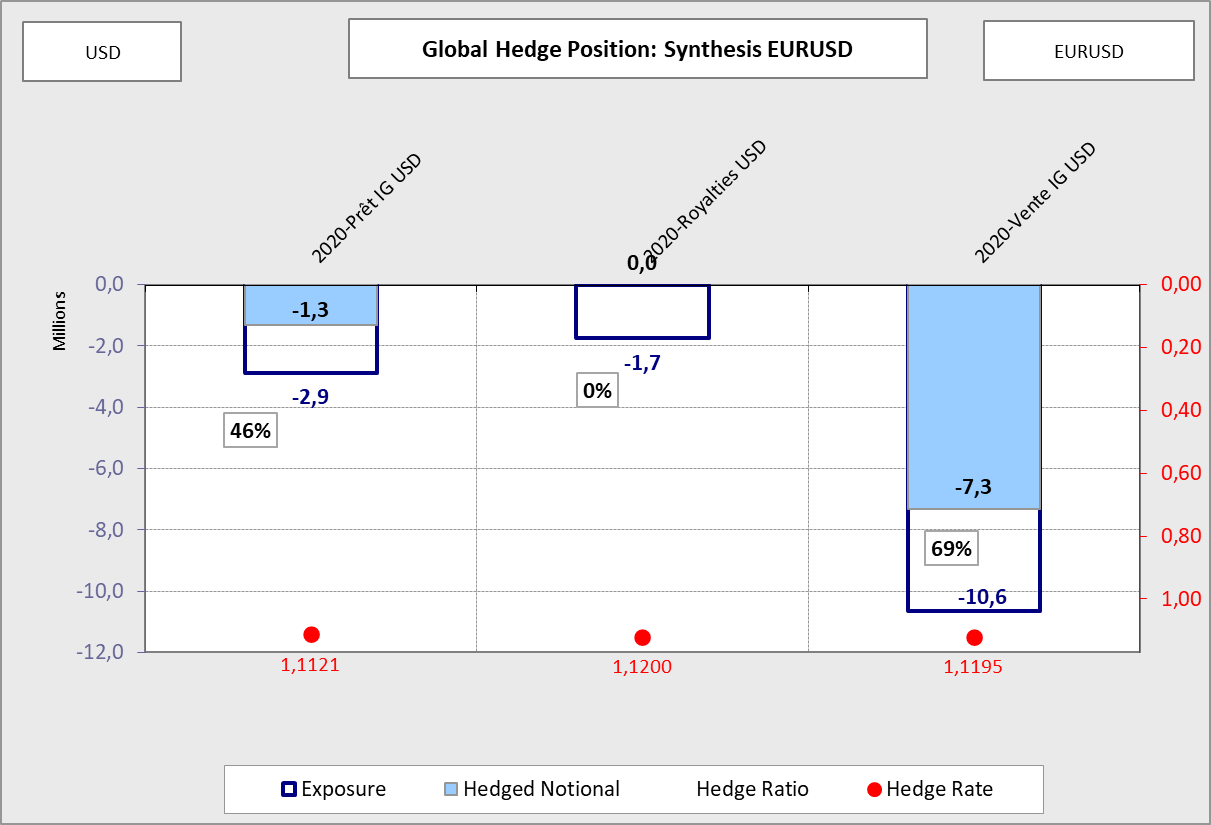 USD
Global Hedge Position: Synthesis EURUSD
EURUSD
2020-Prêt IG USD
2020-Royalties USD
2020-Vente IG USD
Millions
0,0
-2,0
-4,0
-6,0
-8,0
-10,0
-12,0
0,00
0,20
0,40
0,60
0,80
1,00
-1,3
-2,9
46%
0,0
-1,7
0%
-7,3
69%
-10,6
1,1121
1,1200
1,1195
Exposure
Hedged Notional
Hedge Ratio
Hedge Rate